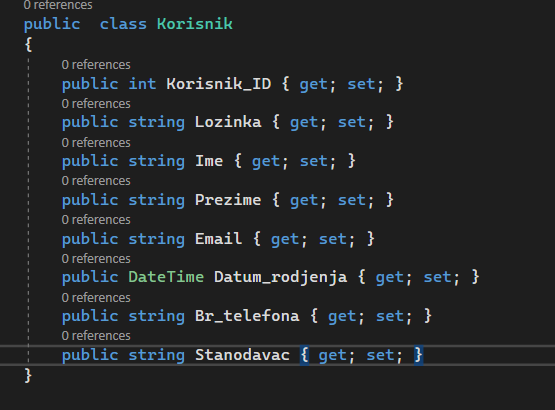 0 references
public class Korisnik
{
0 references
public int Korisnik_ID { get; set; }
0 references
public string Lozinka { get; set; }
0 references
public string Ime { get; set; }
0 references
public string Prezime { get; set; }
0 references
public string Email { get; set; }
0 references
public DateTime Datum_rodjenja { get; set; }
0 references
public string Br_telefona { get; set; }
0 references
public string Stanodavac { get; set; }
}